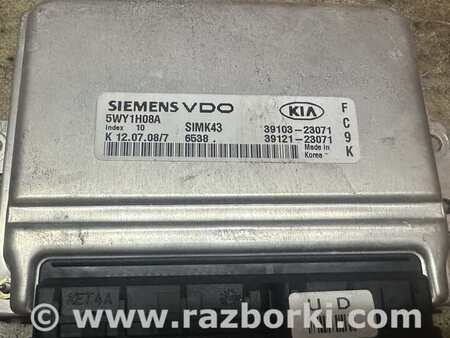 SIEMENS VDO KIA
5WY1H08A
Index 10 SIMK43 39103-23071
K 12.07.08/7 6538. 39121-23071
Made in
Korea
F
C
9
K
KET4A
www.razborki.com